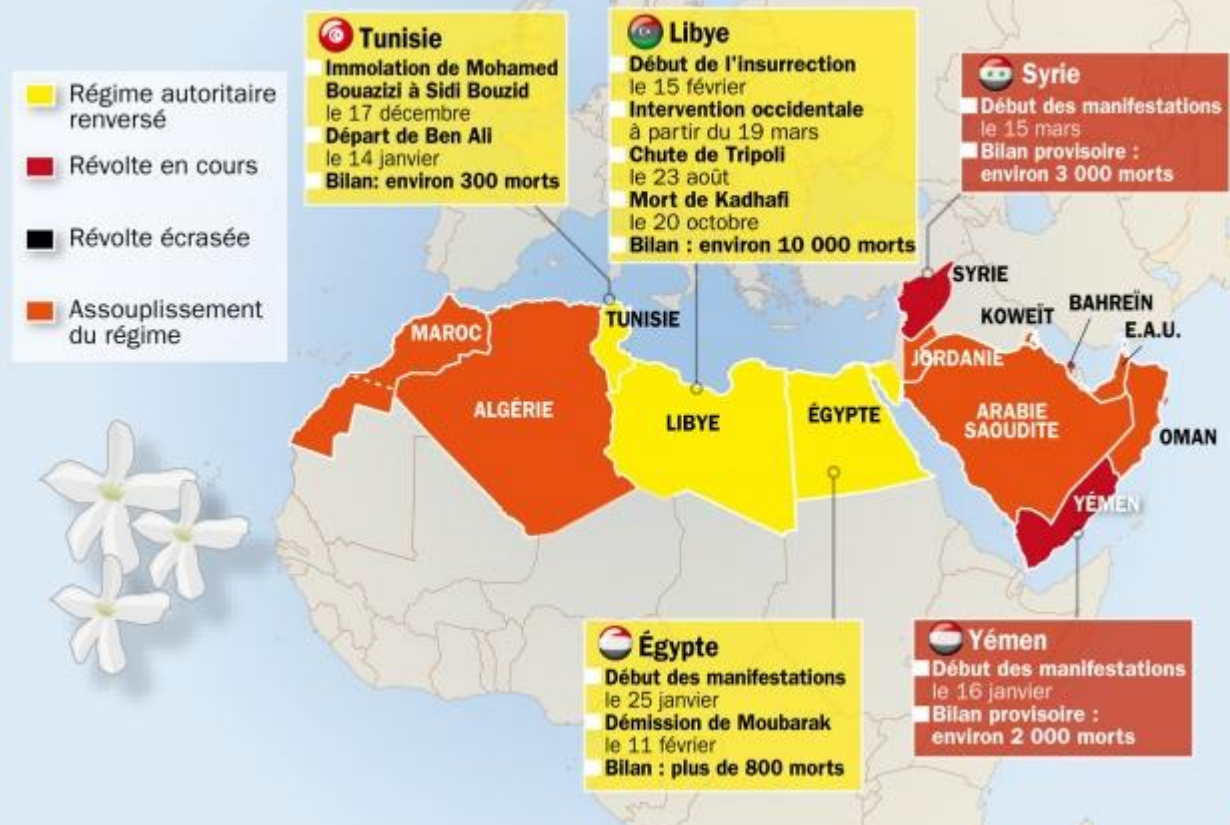 Régime autoritaire
renversé
Révolte en cours
Révolte écrasée
Assouplissement
du régime
Tunisie
Immolation de Mohamed
Bouazizi à Sidi Bouzid
le 17 décembre
Départ de Ben Ali
le 14 janvier
Bilan: environ 300 morts
Libye
Début de l'insurrection
le 15 février
Intervention occidentale
à partir du 19 mars
Chute de Tripoli
le 23 août
Mort de Kadhafi
le 20 octobre
Bilan : environ 10 000 morts
Syrie
Début des manifestations
le 15 mars
Bilan provisoire :
environ 3 000 morts
MAROC
ALGÉRIE
TUNISIE
LIBYE
ÉGYPTE
SYRIE
JORDANIE
KOWEÏT
BAHREÏN
E.A.U.
ARABIE
SAOUDITE
OMAN
YÉMEN
Égypte
Début des manifestations
le 25 janvier
Démission de Moubarak
le 11 février
Bilan : plus de 800 morts
Yémen
Début des manifestations
le 16 janvier
Bilan provisoire :
environ 2 000 morts